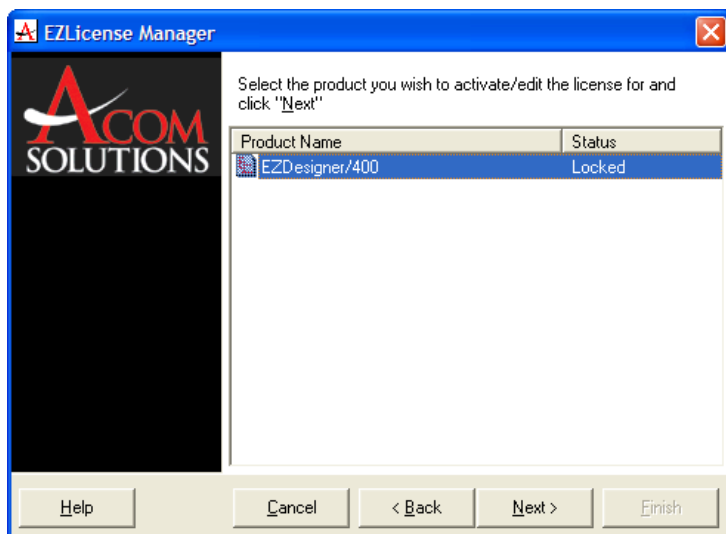 EZLicense Manager
ACOM
SOLUTIONS
Select the product you wish to activate/edit the license for and
click "Next"
Product Name Status
EZDesigner/400 Locked
Help Cancel < Back Next > Finish